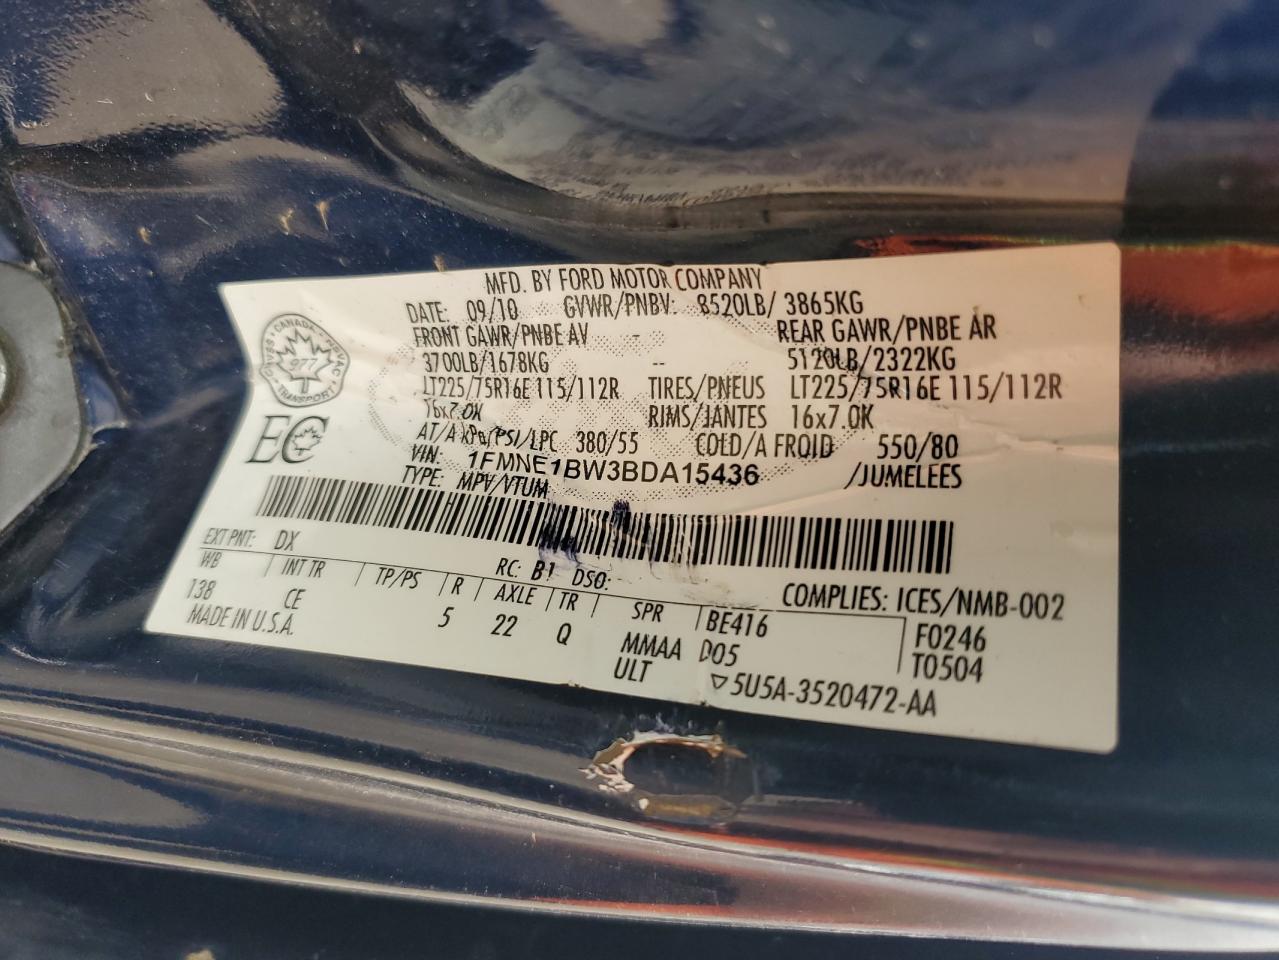 MFD. BY FORD MOTOR COMPANY
DATE: 09/10 GVWR/PNBV: 8520LB/ 3865KG
FRONT GAWR/PNBE AV -- REAR GAWR/PNBE AR
3700LB/1678KG -- 5120LB/2322KG
LT225/75R16E 115/112R TIRES/PNEUS LT225/75R16E 115/112R
16x7.0K RIMS/JANTES 16x7.0K
AT/A kPa/PSI/LPC 380/55 COLD/A FROID 550/80
VIN: 1FMNE1BW3BDA15436 /JUMELEES
TYPE: MPV/VTUM
CANADA
977
TRANSPORT
EC
EXT PNT: DX RC: B1 DSO:
COMPLIES: ICES/NMB-002
WB INT TR TP/PS R AXLE TR SPR BE416 F0246
138 CE 5 22 Q MMAA D05 T0504
MADE IN U.S.A. ULT ▽5U5A-3520472-AA